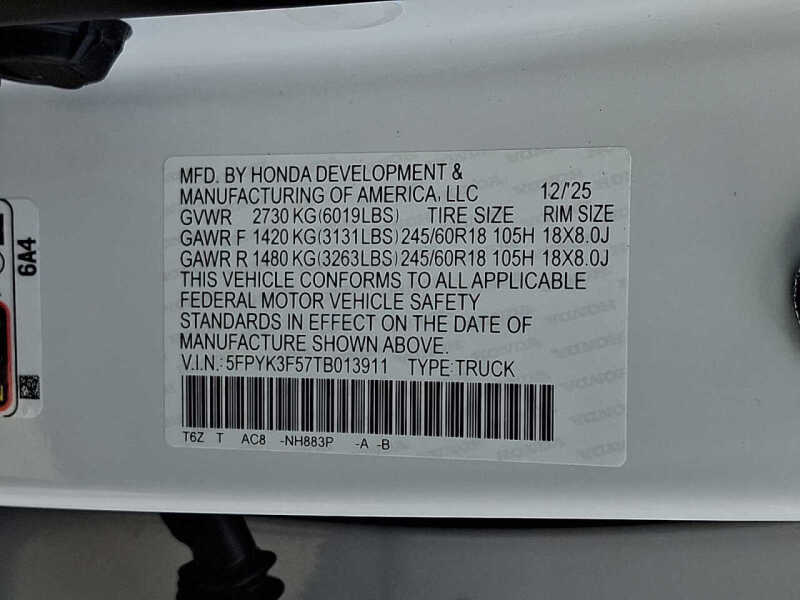 MFD. BY HONDA DEVELOPMENT &
MANUFACTURING OF AMERICA, LLC 12/'25
GVWR 2730 KG(6019LBS) TIRE SIZE RIM SIZE
GAWR F 1420 KG(3131LBS) 245/60R18 105H 18X8.0J
GAWR R 1480 KG(3263LBS) 245/60R18 105H 18X8.0J
THIS VEHICLE CONFORMS TO ALL APPLICABLE
FEDERAL MOTOR VEHICLE SAFETY
STANDARDS IN EFFECT ON THE DATE OF
MANUFACTURE SHOWN ABOVE.
V.I.N.: 5FPYK3F57TB013911 TYPE: TRUCK
T6Z T AC8 -NH883P -A -B
6A4